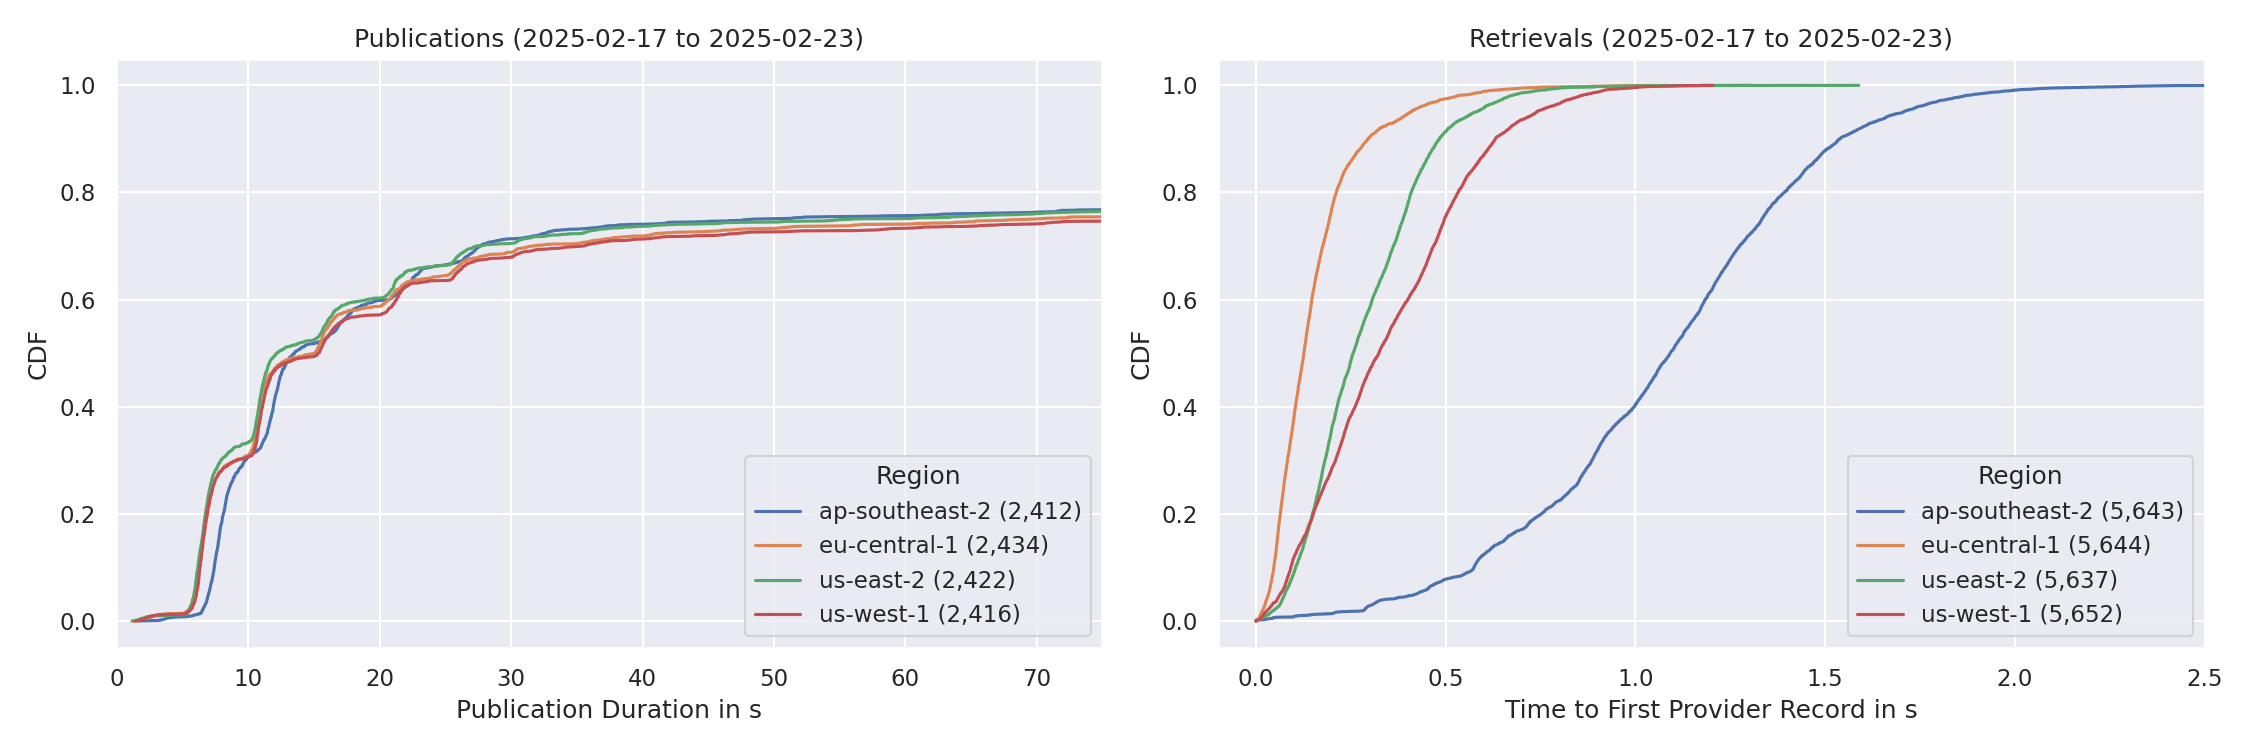 Publications (2025-02-17 to 2025-02-23)
CDF
1.0
0.8
0.6
0.4
0.2
0.0
Region
ap-southeast-2 (2,412)
eu-central-1 (2,434)
us-east-2 (2,422)
us-west-1 (2,416)
0 10 20 30 40 50 60 70
Publication Duration in s
Retrievals (2025-02-17 to 2025-02-23)
CDF
1.0
0.8
0.6
0.4
0.2
0.0
Region
ap-southeast-2 (5,643)
eu-central-1 (5,644)
us-east-2 (5,637)
us-west-1 (5,652)
0.0 0.5 1.0 1.5 2.0 2.5
Time to First Provider Record in s